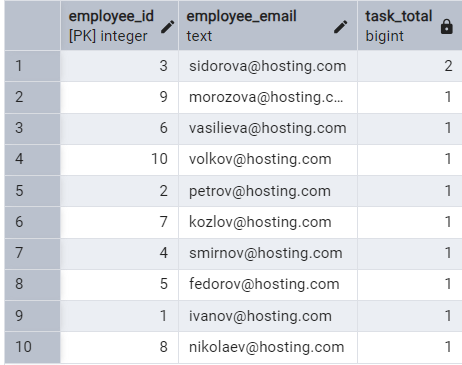 employee_id employee_email task_total
[PK] integer text bigint
1 3 sidorova@hosting.com 2
2 9 morozova@hosting.c... 1
3 6 vasilieva@hosting.com 1
4 10 volkov@hosting.com 1
5 2 petrov@hosting.com 1
6 7 kozlov@hosting.com 1
7 4 smirnov@hosting.com 1
8 5 fedorov@hosting.com 1
9 1 ivanov@hosting.com 1
10 8 nikolaev@hosting.com 1